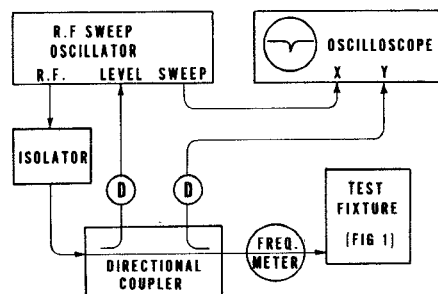 R.F SWEEP
OSCILLATOR
R.F. LEVEL SWEEP
OSCILLOSCOPE
X Y
ISOLATOR
D D
TEST
FIXTURE
(FIG 1)
FREQ.
METER
DIRECTIONAL
COUPLER